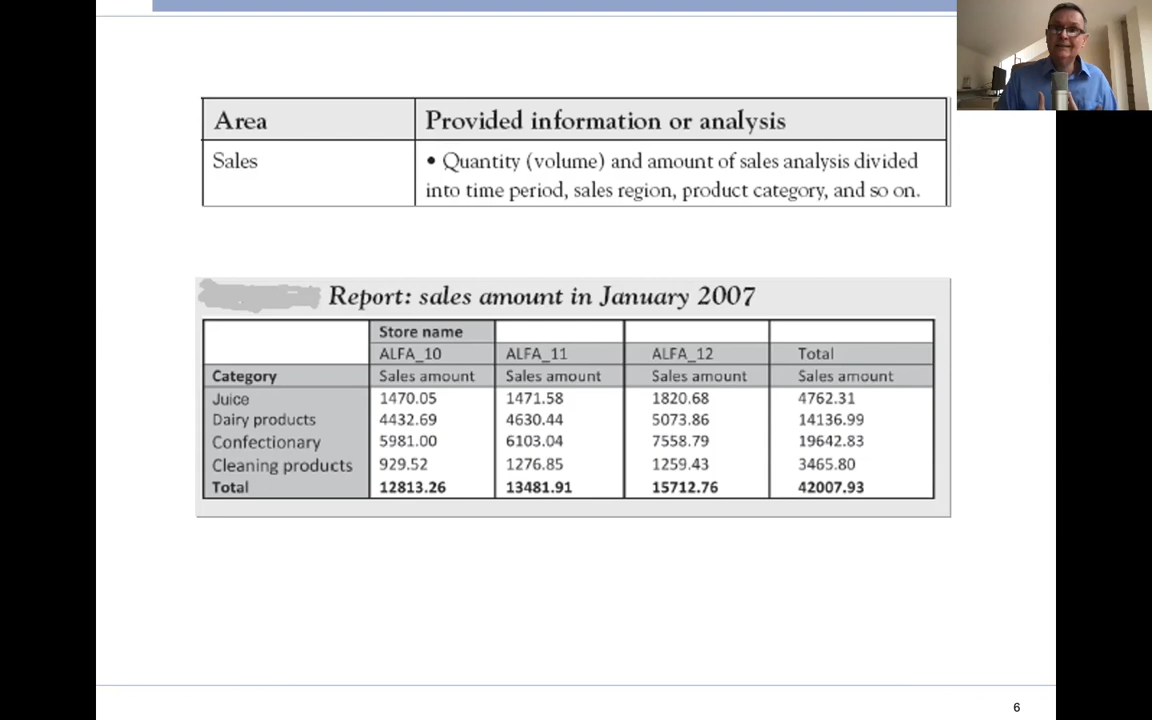 Area Provided information or analysis
Sales • Quantity (volume) and amount of sales analysis divided
into time period, sales region, product category, and so on.
Report: sales amount in January 2007
Store name
ALFA_10 ALFA_11 ALFA_12 Total
Category Sales amount Sales amount Sales amount Sales amount
Juice 1470.05 1471.58 1820.68 4762.31
Dairy products 4432.69 4630.44 5073.86 14136.99
Confectionary 5981.00 6103.04 7558.79 19642.83
Cleaning products 929.52 1276.85 1259.43 3465.80
Total 12813.26 13481.91 15712.76 42007.93
6